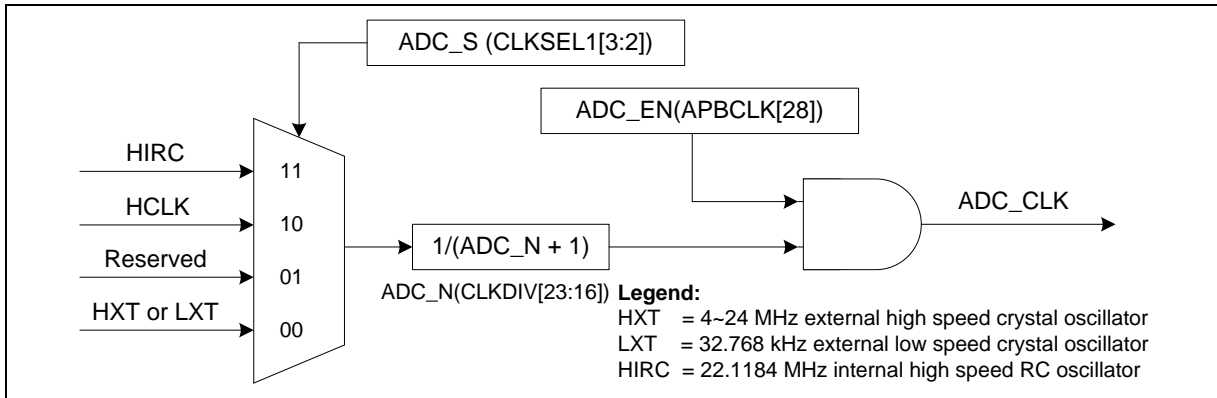 ADC_S (CLKSEL1[3:2])
ADC_EN(APBCLK[28])
HIRC
11
HCLK
10
Reserved
01
HXT or LXT
00
1/(ADC_N + 1)
ADC_N(CLKDIV[23:16])
ADC_CLK
Legend:
HXT = 4~24 MHz external high speed crystal oscillator
LXT = 32.768 kHz external low speed crystal oscillator
HIRC = 22.1184 MHz internal high speed RC oscillator